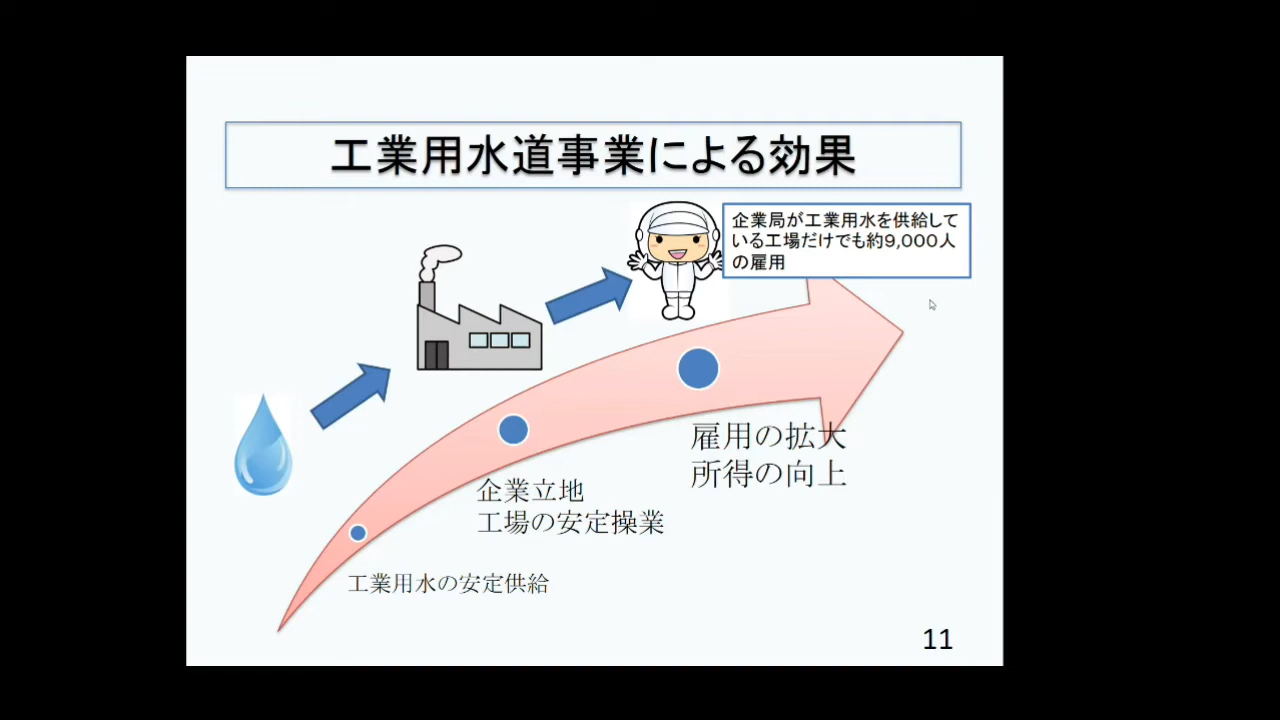 工業用水道事業による効果
企業局が工業用水を供給して
いる工場だけでも約9,000人
の雇用
雇用の拡大
所得の向上
企業立地
工場の安定操業
工業用水の安定供給
11